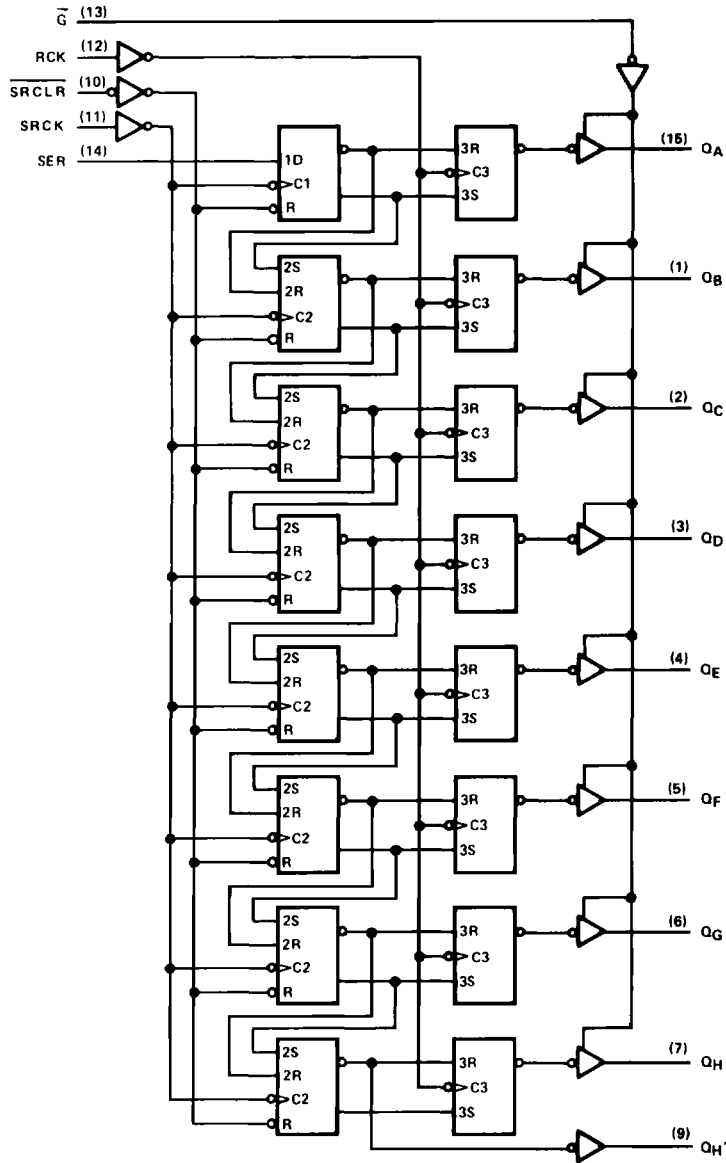 G (13)
RCK (12)
SRCLR (10)
SRCK (11)
SER (14)
1D
C1
R
3R
C3
3S
(15) QA
2S
2R
C2
R
3R
C3
3S
(1) QB
2S
2R
C2
R
3R
C3
3S
(2) QC
2S
2R
C2
R
3R
C3
3S
(3) QD
2S
2R
C2
R
3R
C3
3S
(4) QE
2S
2R
C2
R
3R
C3
3S
(5) QF
2S
2R
C2
R
3R
C3
3S
(6) QG
2S
2R
C2
R
3R
C3
3S
(7) QH
(9) QH'